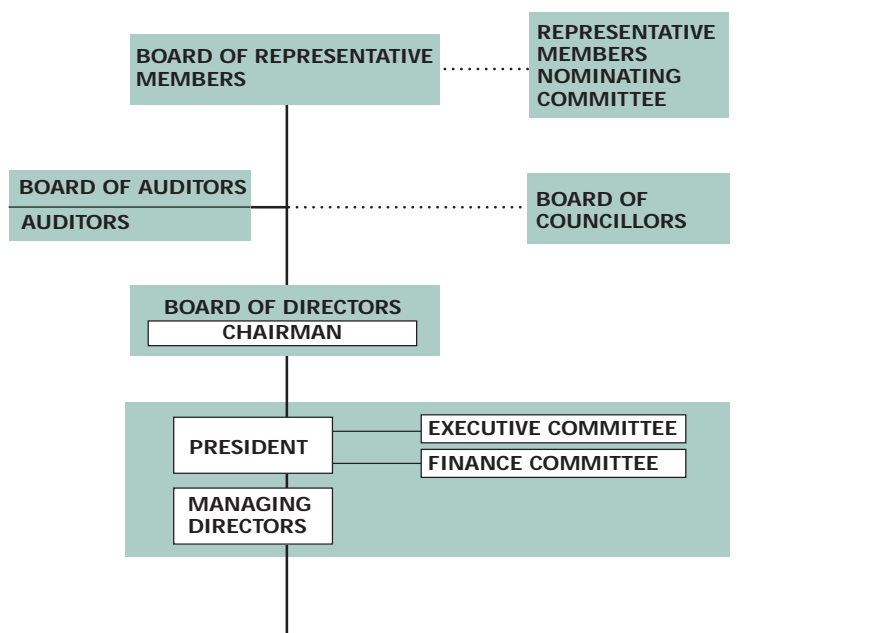 BOARD OF REPRESENTATIVE
MEMBERS
REPRESENTATIVE
MEMBERS
NOMINATING
COMMITTEE
BOARD OF AUDITORS
AUDITORS
BOARD OF
COUNCILLORS
BOARD OF DIRECTORS
CHAIRMAN
PRESIDENT
EXECUTIVE COMMITTEE
FINANCE COMMITTEE
MANAGING
DIRECTORS